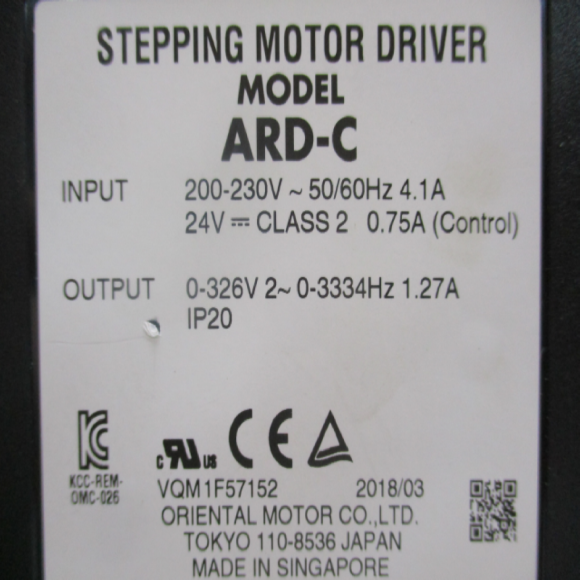 STEPPING MOTOR DRIVER
MODEL
ARD-C
INPUT 200-230V ~ 50/60Hz 4.1A
24V ⎓ CLASS 2 0.75A (Control)
OUTPUT 0-326V 2~ 0-3334Hz 1.27A
IP20
KCC-REM-
OMC-026
c RU us CE
VQM1F57152 2018/03
ORIENTAL MOTOR CO.,LTD.
TOKYO 110-8536 JAPAN
MADE IN SINGAPORE